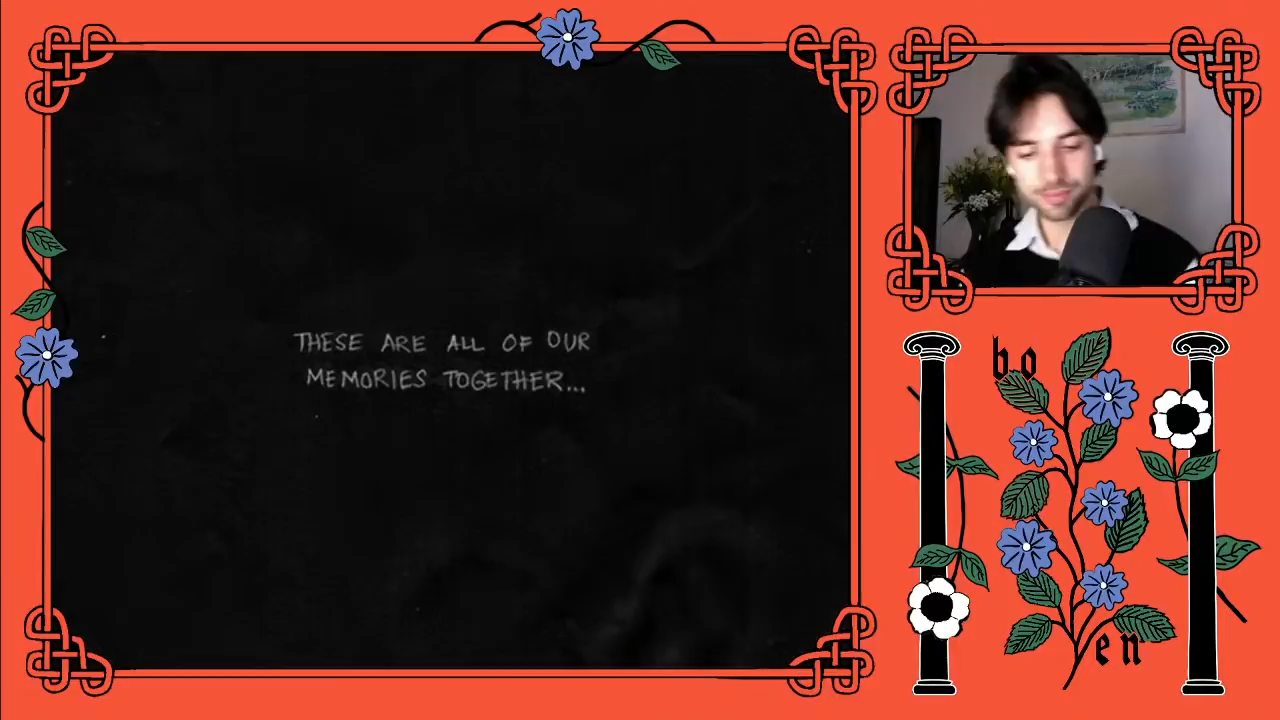 THESE ARE ALL OF OUR
MEMORIES TOGETHER...
bo
en